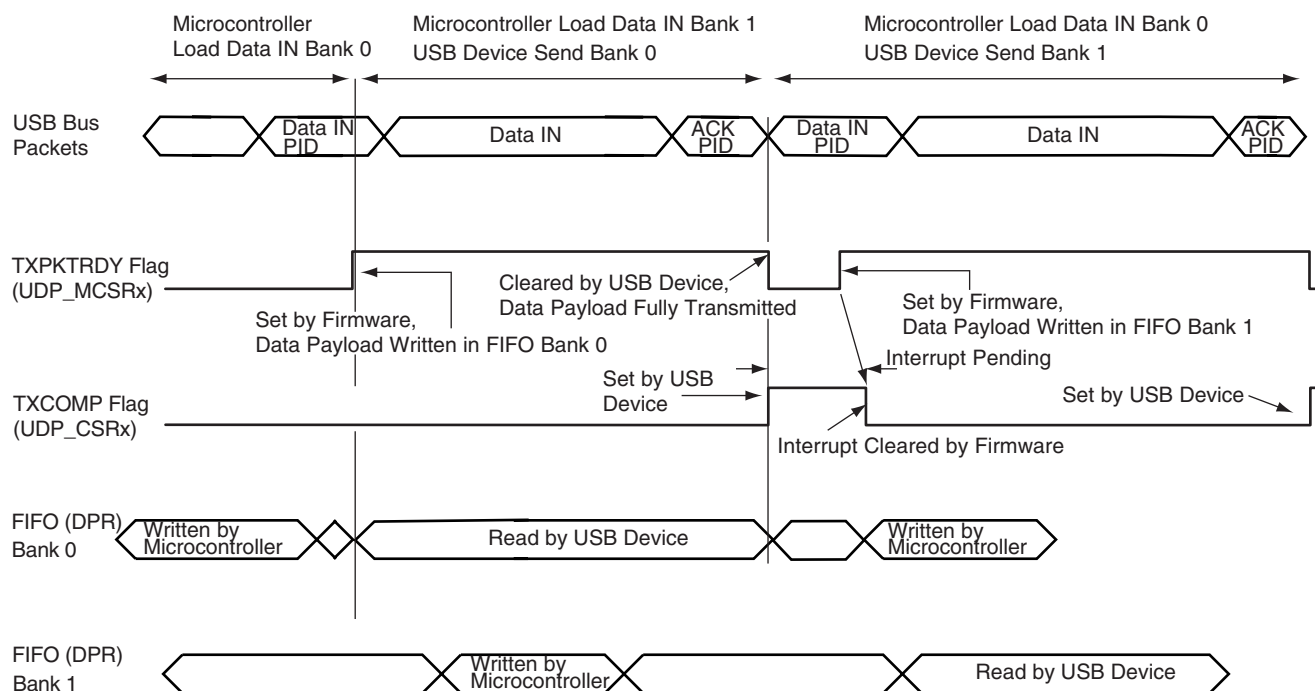 Microcontroller
Load Data IN Bank 0
Microcontroller Load Data IN Bank 1
USB Device Send Bank 0
Microcontroller Load Data IN Bank 0
USB Device Send Bank 1
USB Bus
Packets
Data IN
PID
Data IN
ACK
PID
Data IN
PID
Data IN
ACK
PID
TXPKTRDY Flag
(UDP_MCSRx)
Set by Firmware,
Data Payload Written in FIFO Bank 0
Cleared by USB Device,
Data Payload Fully Transmitted
Set by Firmware,
Data Payload Written in FIFO Bank 1
Interrupt Pending
TXCOMP Flag
(UDP_CSRx)
Set by USB
Device
Set by USB Device
Interrupt Cleared by Firmware
FIFO (DPR)
Bank 0
Written by
Microcontroller
Read by USB Device
Written by
Microcontroller
FIFO (DPR)
Bank 1
Written by
Microcontroller
Read by USB Device